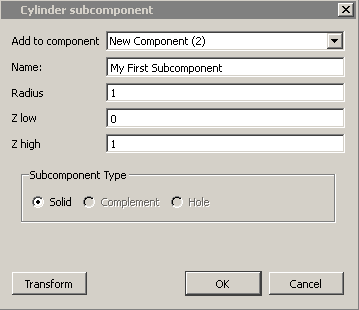 Cylinder subcomponent
Add to component New Component (2)
Name: My First Subcomponent
Radius 1
Z low 0
Z high 1
Subcomponent Type
Solid Complement Hole
Transform OK Cancel